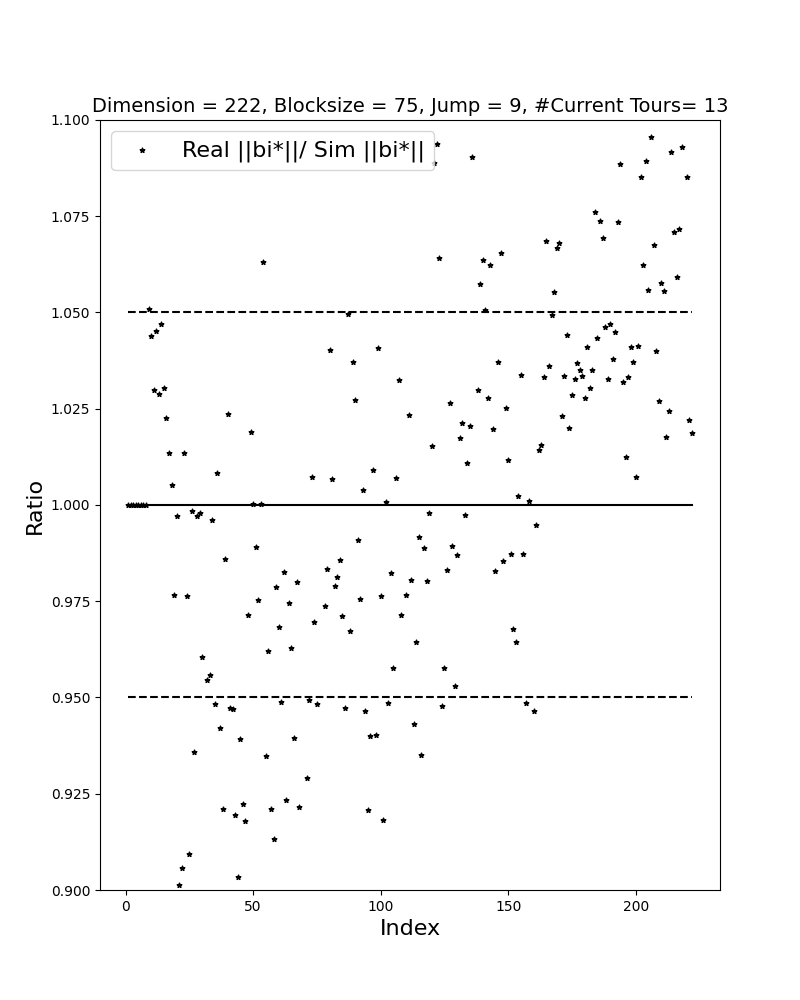 Dimension = 222, Blocksize = 75, Jump = 9, #Current Tours= 13
Real ||bi*||/ Sim ||bi*||
1.100
1.075
1.050
1.025
1.000
0.975
0.950
0.925
0.900
Ratio
0 50 100 150 200
Index